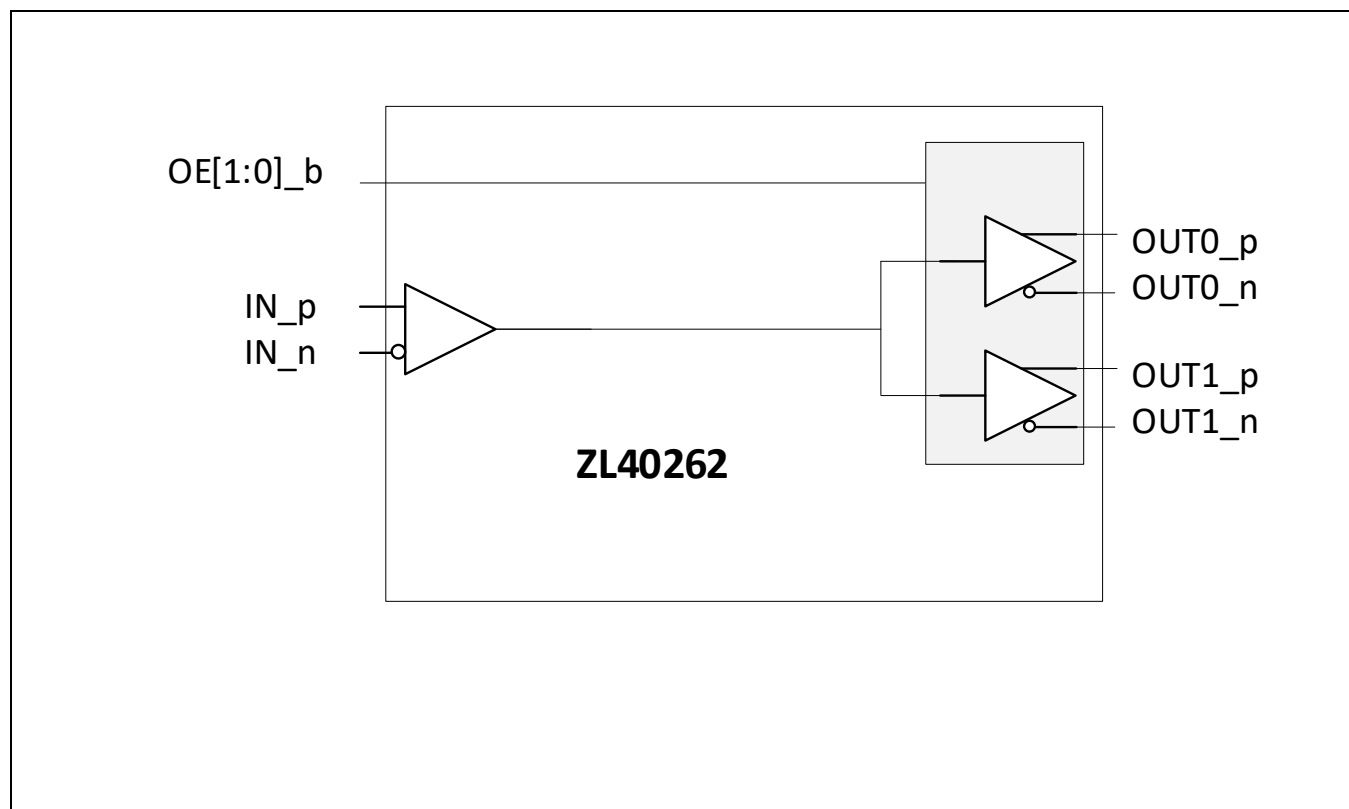 OE[1:0]_b
IN_p
IN_n
OUT0_p
OUT0_n
OUT1_p
OUT1_n
ZL40262